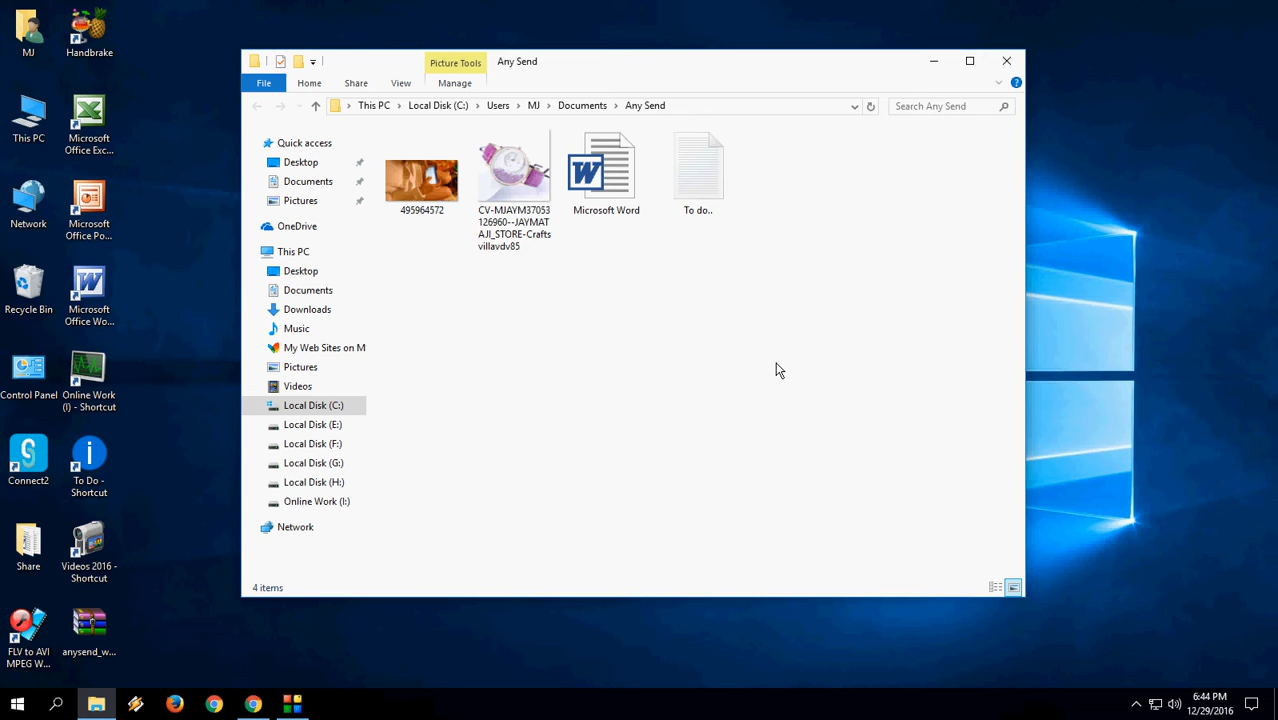 MJ
Handbrake
This PC
Microsoft
Office Exc...
Network
Microsoft
Office Po...
Recycle Bin
Microsoft
Office Wo...
Control Panel
Online Work
(I) - Shortcut
Connect2
To Do -
Shortcut
Share
Videos 2016 -
Shortcut
FLV to AVI
MPEG W...
anysend_w...
Picture Tools
Any Send
File
Home
Share
View
Manage
This PC > Local Disk (C:) > Users > MJ > Documents > Any Send
Search Any Send
Quick access
Desktop
Documents
Pictures
OneDrive
This PC
Desktop
Documents
Downloads
Music
My Web Sites on M
Pictures
Videos
Local Disk (C:)
Local Disk (E:)
Local Disk (F:)
Local Disk (G:)
Local Disk (H:)
Online Work (I:)
Network
495964572
CV-MJAYM37053
126960--JAYMAT
AJI_STORE-Crafts
villavdv85
Microsoft Word
To do..
4 items
6:44 PM
12/29/2016